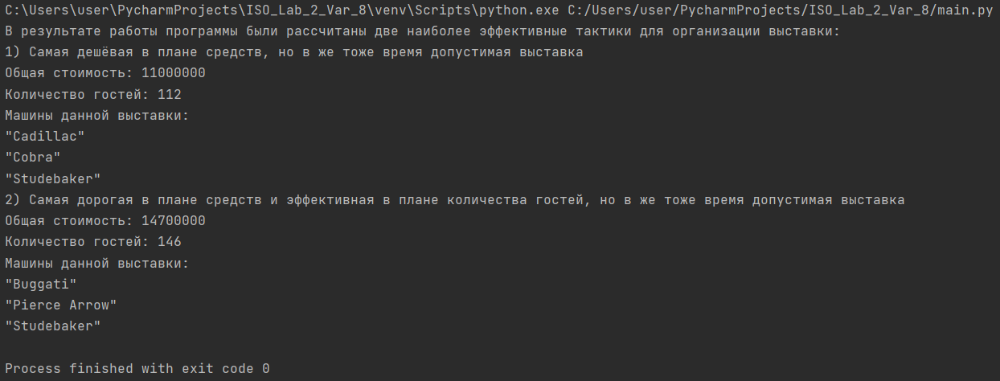 C:\Users\user\PycharmProjects\ISO_Lab_2_Var_8\venv\Scripts\python.exe C:/Users/user/PycharmProjects/ISO_Lab_2_Var_8/main.py
В результате работы программы были рассчитаны две наиболее эффективные тактики для организации выставки:
1) Самая дешёвая в плане средств, но в же тоже время допустимая выставка
Общая стоимость: 11000000
Количество гостей: 112
Машины данной выставки:
"Cadillac"
"Cobra"
"Studebaker"
2) Самая дорогая в плане средств и эффективная в плане количества гостей, но в же тоже время допустимая выставка
Общая стоимость: 14700000
Количество гостей: 146
Машины данной выставки:
"Buggati"
"Pierce Arrow"
"Studebaker"
Process finished with exit code 0